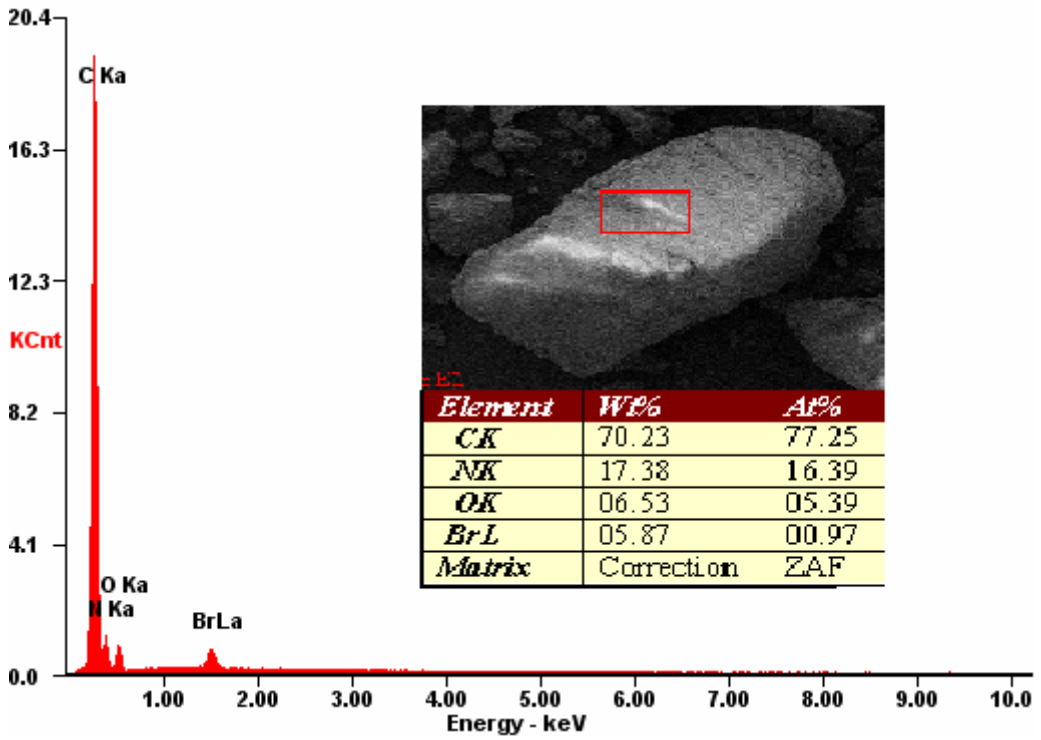 20.4
C Ka
16.3
12.3
KCnt
8.2
4.1
O Ka
N Ka
BrLa
0.0
1.00 2.00 3.00 4.00 5.00 6.00 7.00 8.00 9.00 10.0
Energy - keV
Element Wt% At%
CK 70.23 77.25
NK 17.38 16.39
OK 06.53 05.39
BrL 05.87 00.97
Matrix Correction ZAF